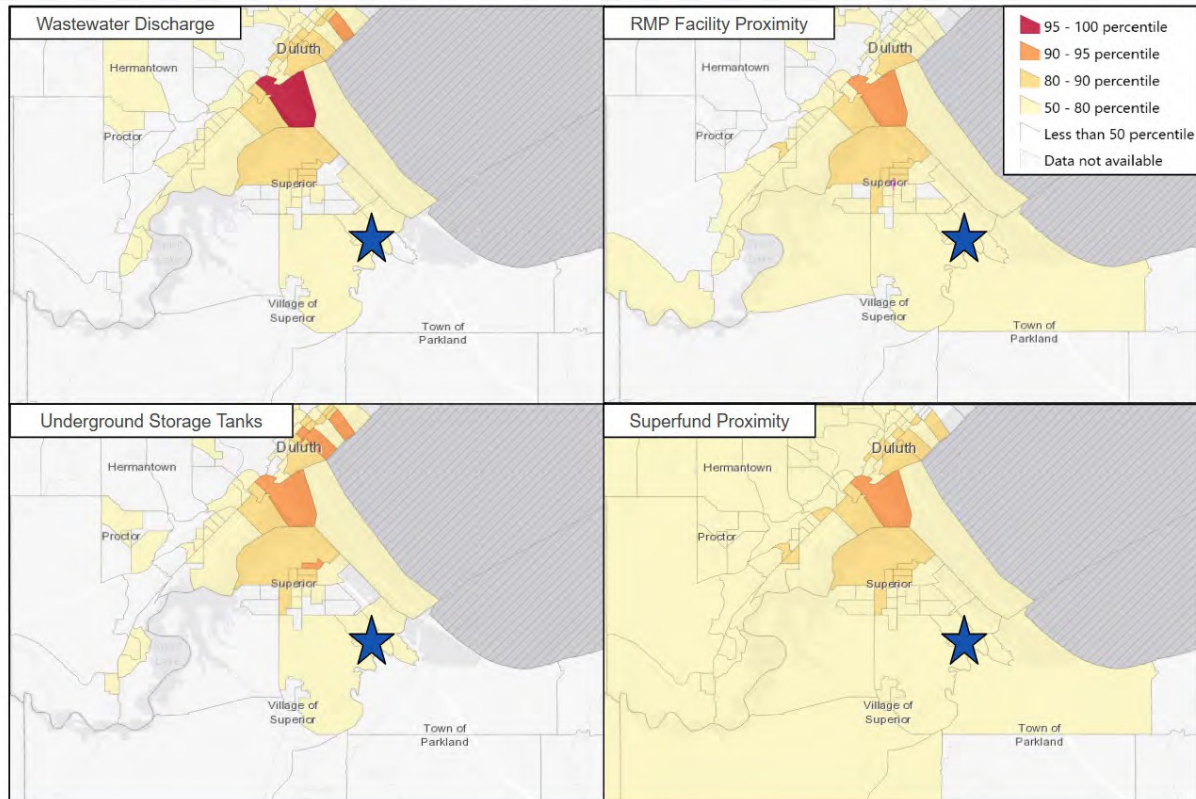 Wastewater Discharge
Duluth
Hermantown
Proctor
Superior
Village of
Superior
Town of
Parkland
RMP Facility Proximity
95 - 100 percentile
90 - 95 percentile
80 - 90 percentile
50 - 80 percentile
Less than 50 percentile
Data not available
Duluth
Hermantown
Proctor
Superior
Village of
Superior
Town of
Parkland
Underground Storage Tanks
Duluth
Hermantown
Proctor
Superior
Village of
Superior
Town of
Parkland
Superfund Proximity
Duluth
Hermantown
Proctor
Superior
Village of
Superior
Town of
Parkland